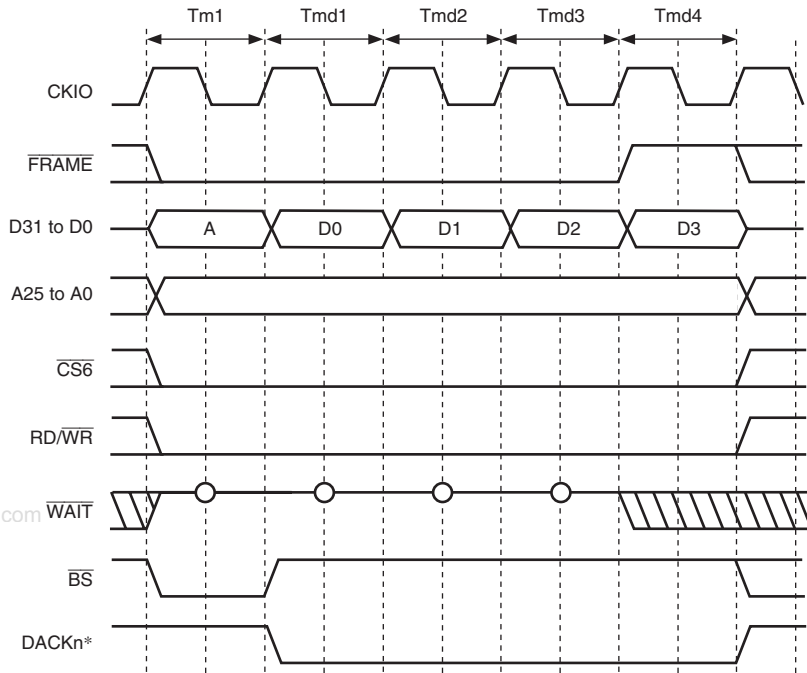 Tm1 Tmd1 Tmd2 Tmd3 Tmd4
CKIO
FRAME
D31 to D0 A D0 D1 D2 D3
A25 to A0
CS6
RD/WR
com WAIT
BS
DACKn*